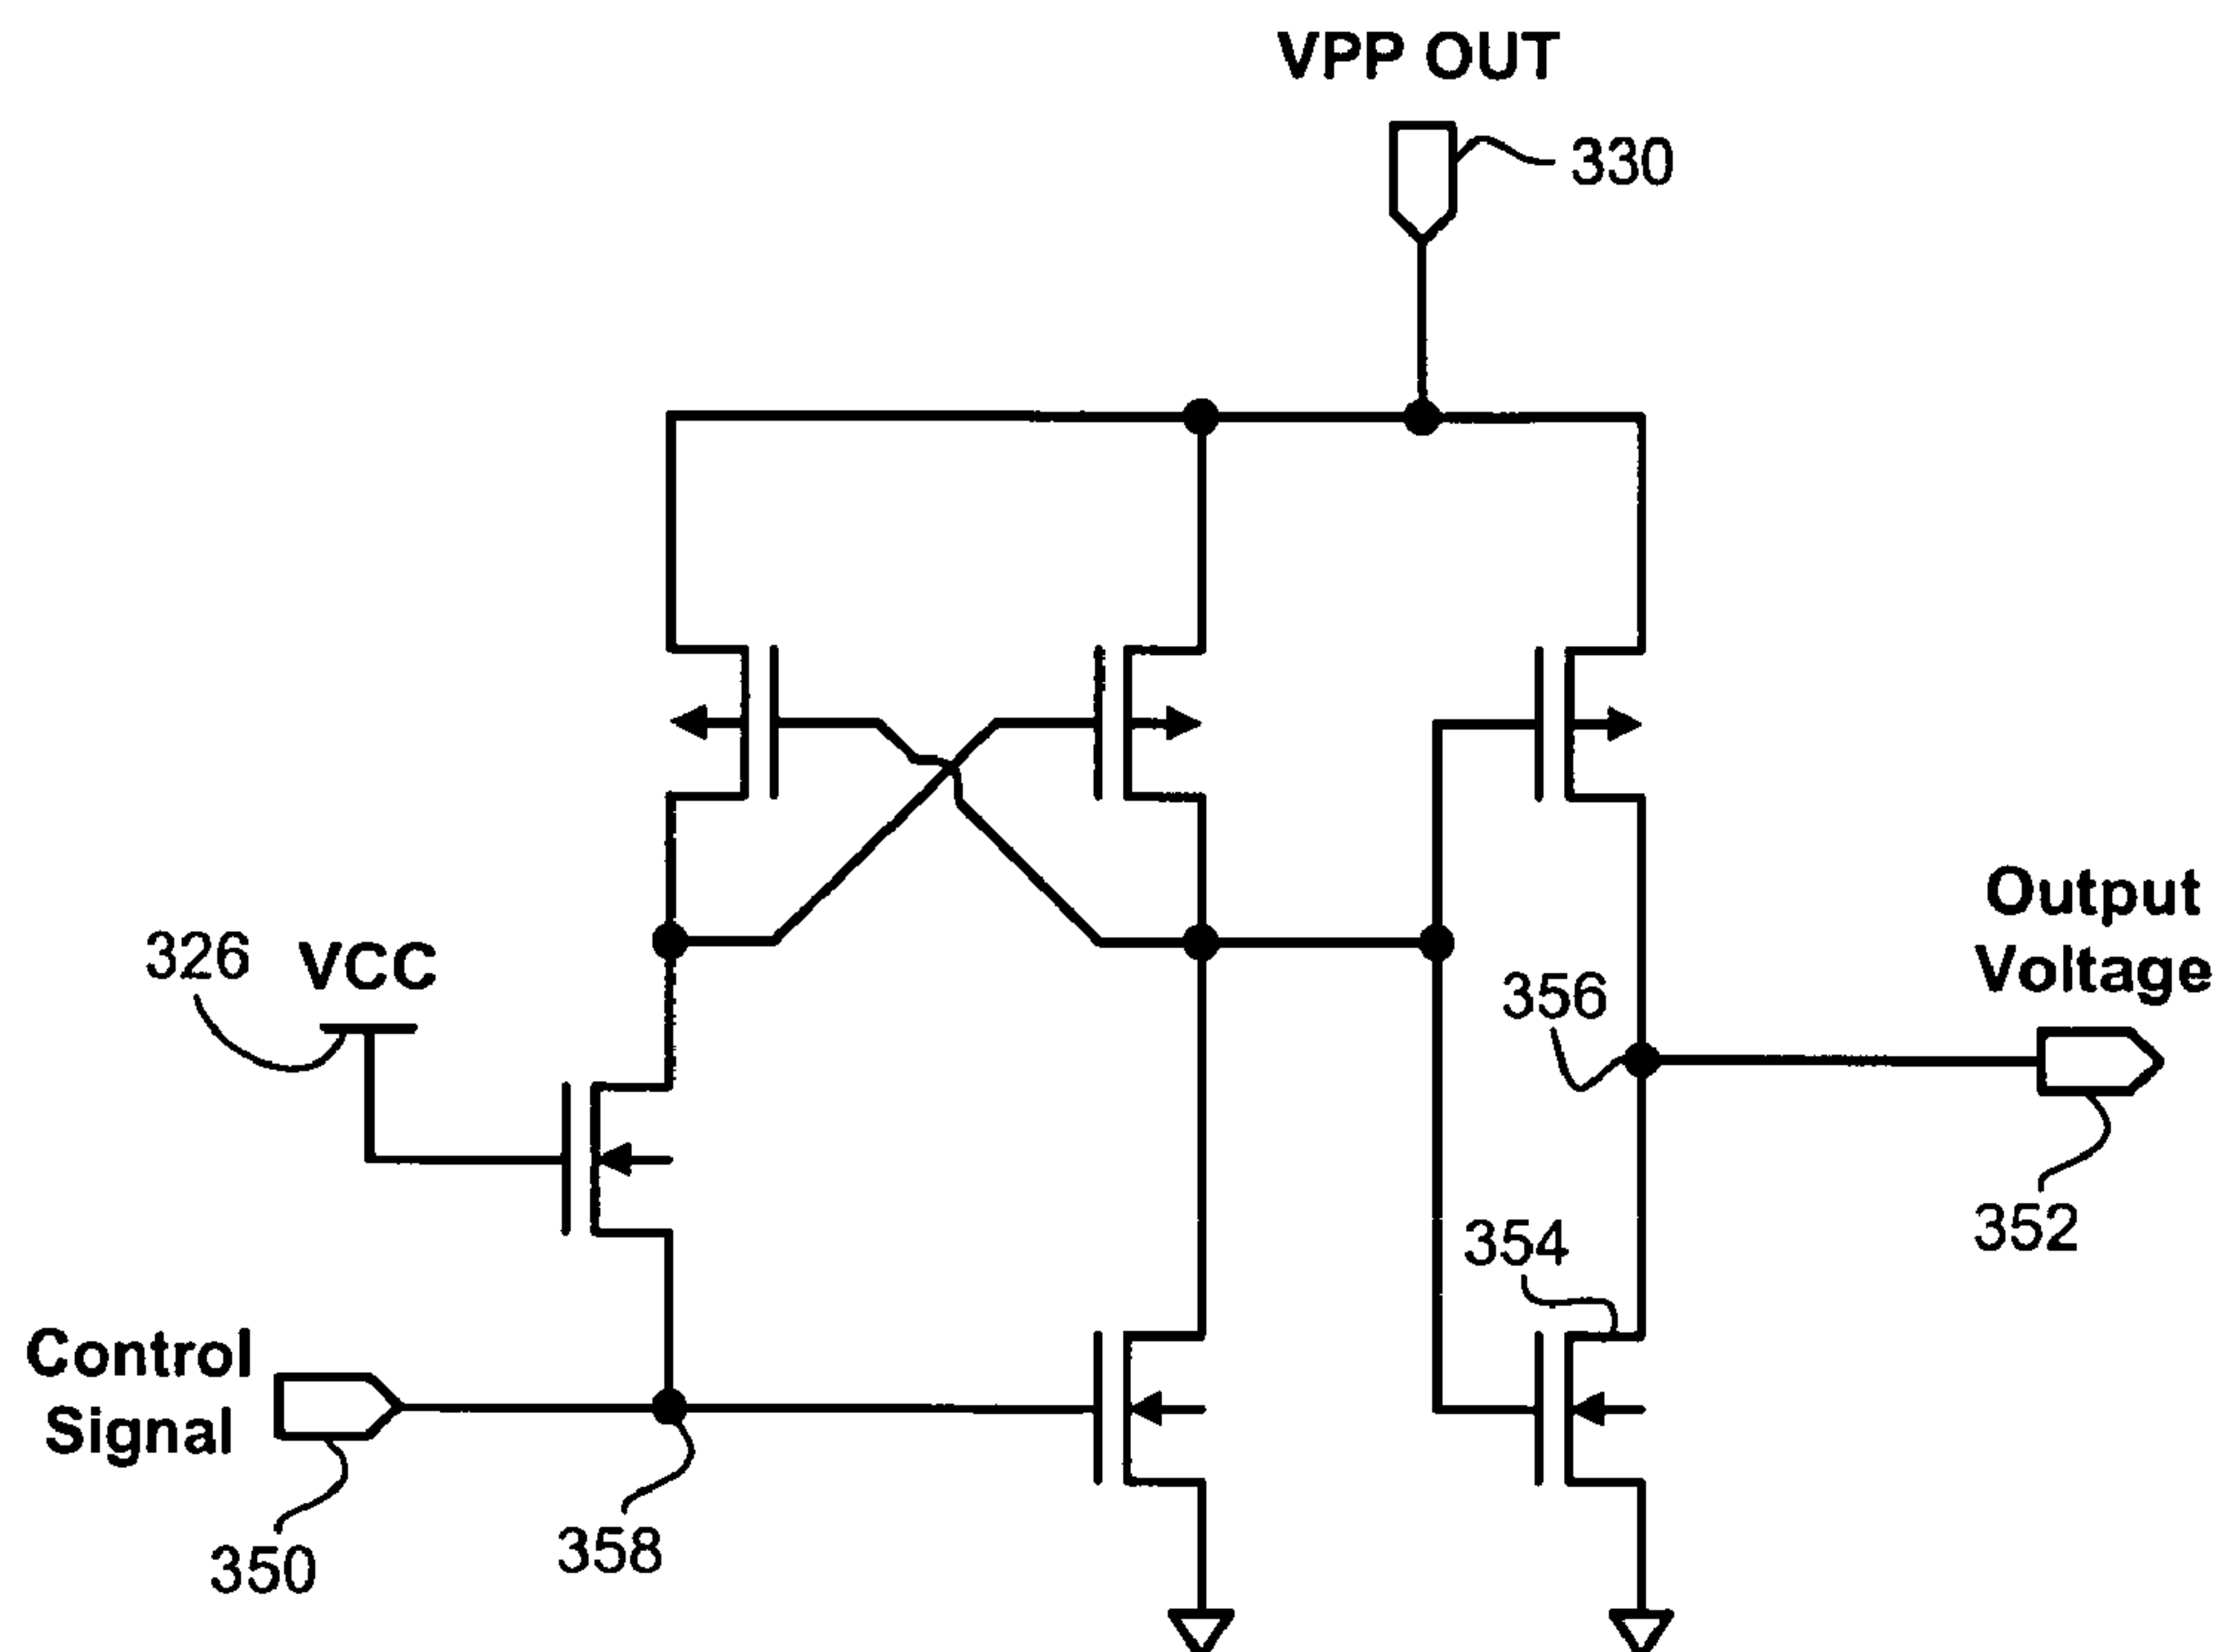 VPP OUT
330
Output
Voltage
326 VCC
356
352
354
Control
Signal
350
358